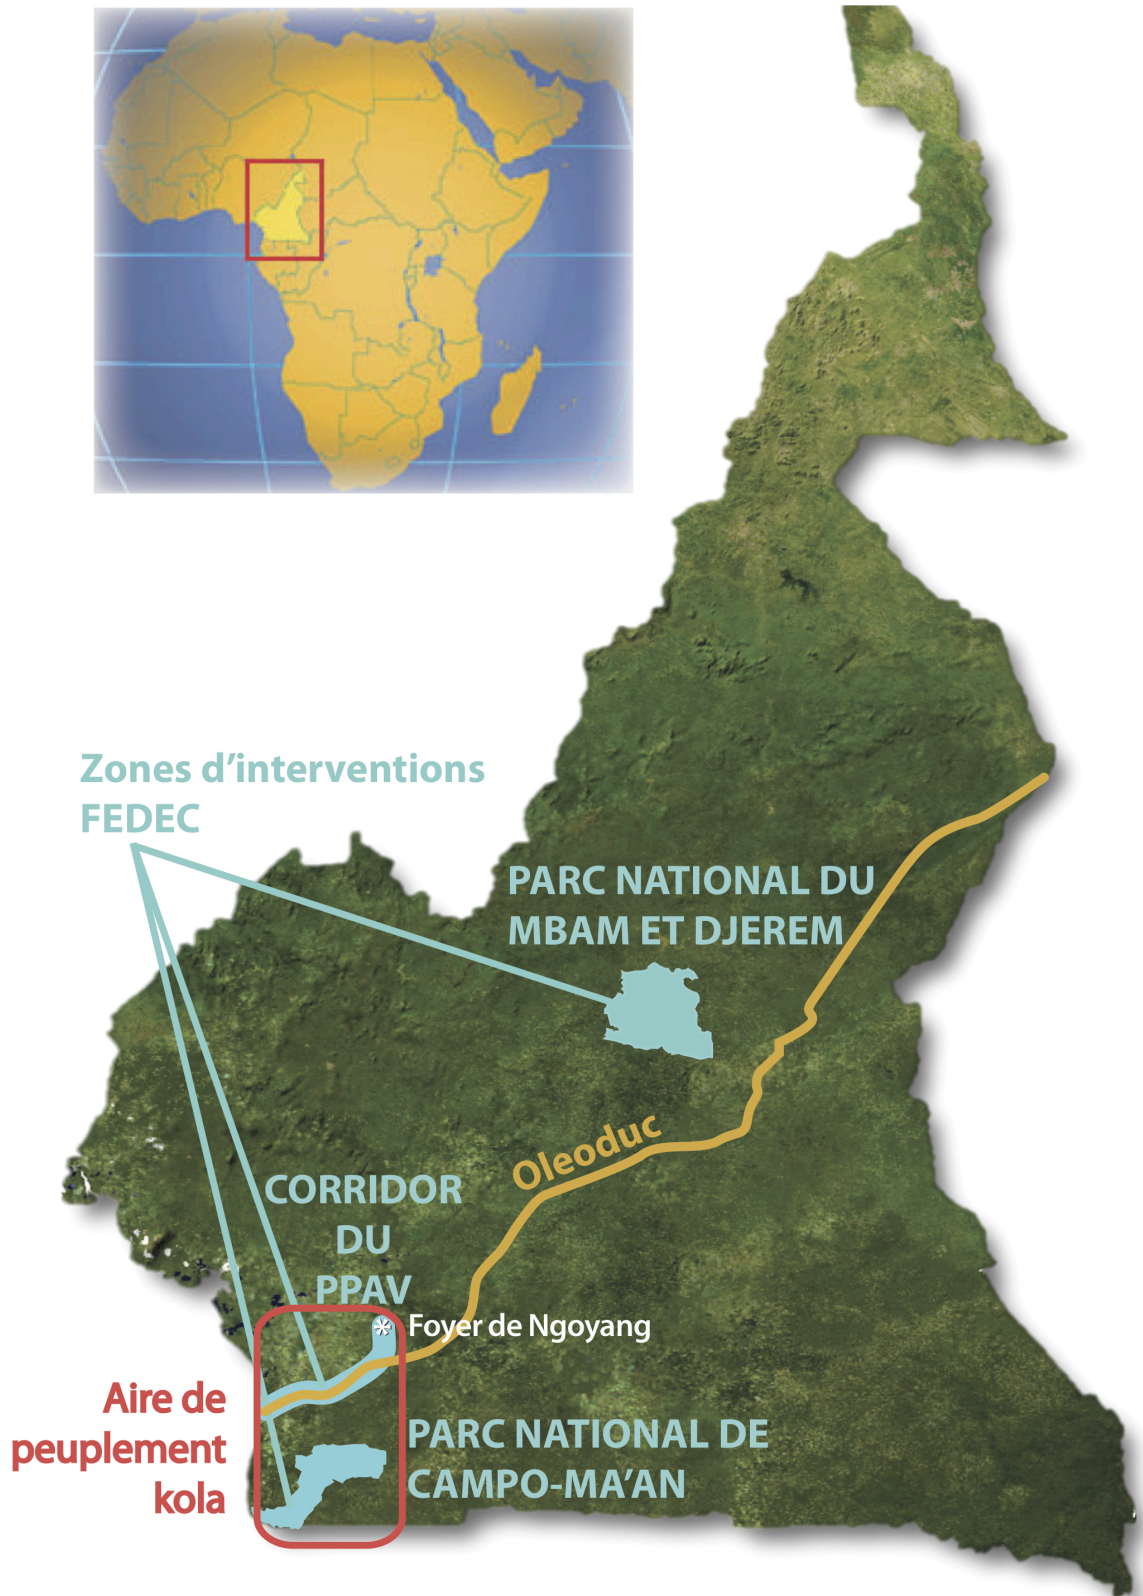 Zones d’interventions
FEDEC
PARC NATIONAL DU
MBAM ET DJEREM
Oleoduc
CORRIDOR
DU
PPAV
* Foyer de Ngoyang
Aire de
peuplement
kola
PARC NATIONAL DE
CAMPO-MA’AN